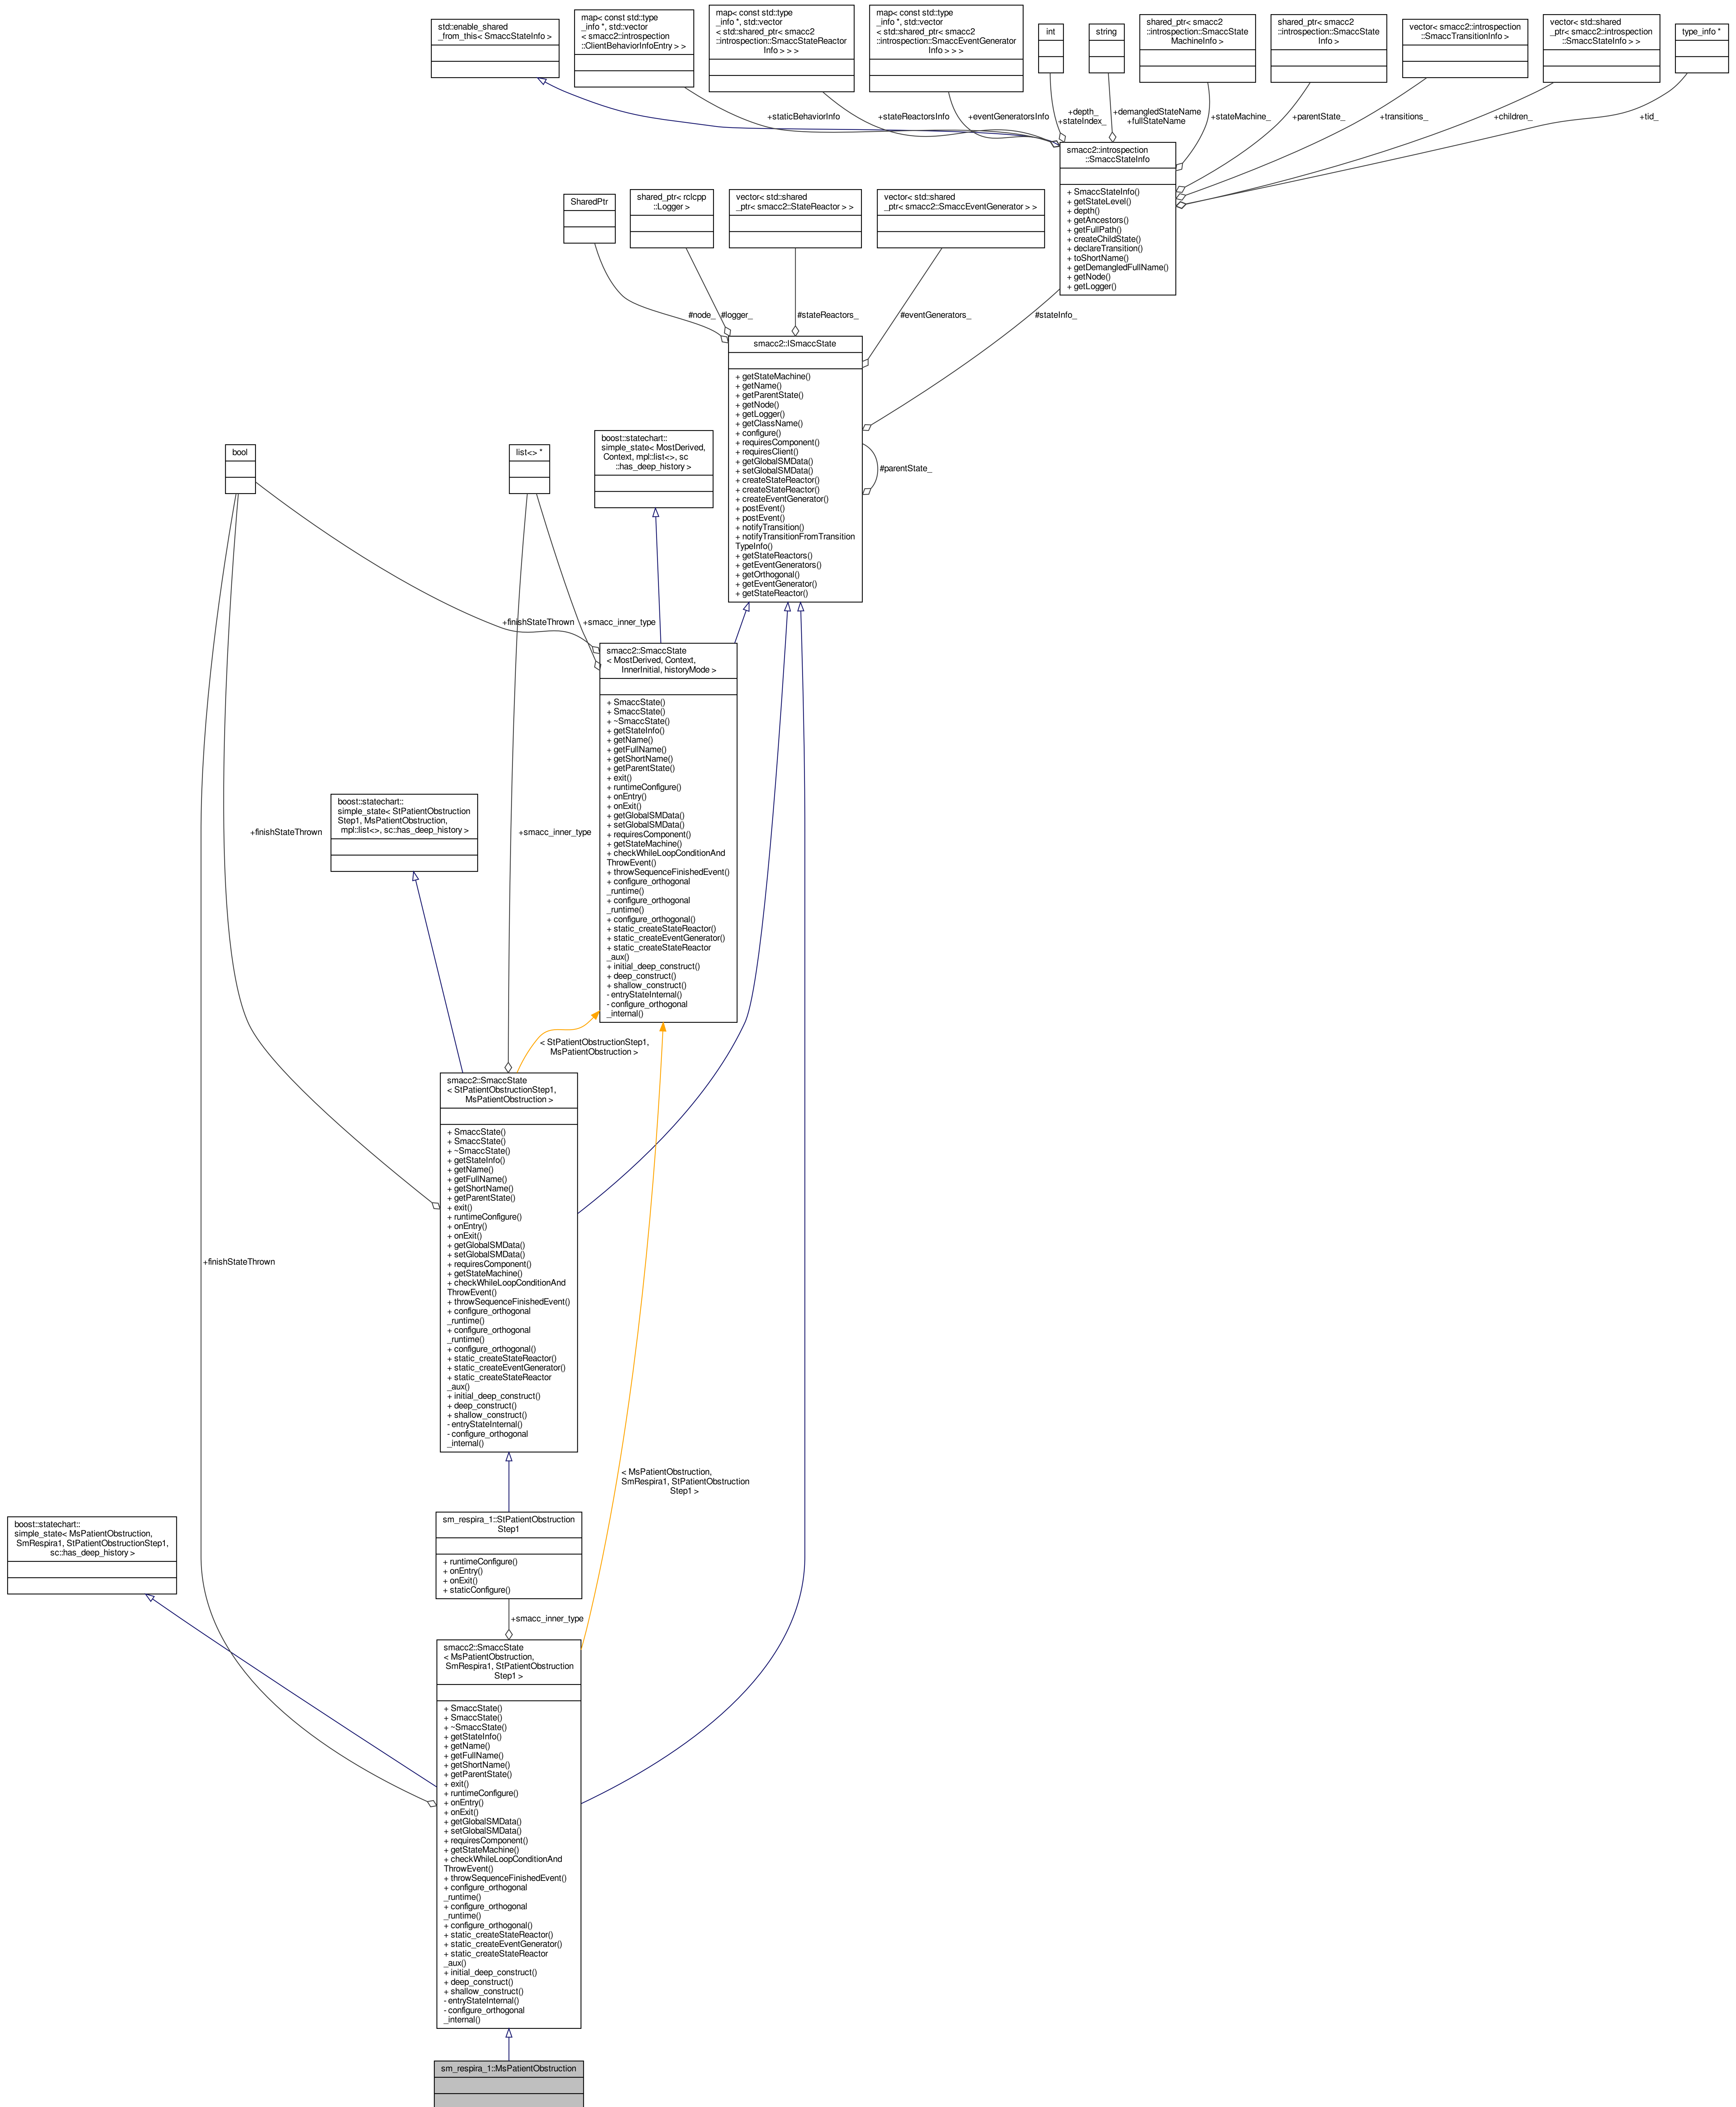 std::enable_shared
_from_this< SmaccStateInfo >
map< const std::type
_info *, std::vector
< smacc2::introspection
::ClientBehaviorInfoEntry > >
map< const std::type
_info *, std::vector
< std::shared_ptr< smacc2
::introspection::SmaccStateReactor
Info > > >
map< const std::type
_info *, std::vector
< std::shared_ptr< smacc2
::introspection::SmaccEventGenerator
Info > > >
int
string
shared_ptr< smacc2
::introspection::SmaccState
MachineInfo >
shared_ptr< smacc2
::introspection::SmaccState
Info >
vector< smacc2::introspection
::SmaccTransitionInfo >
vector< std::shared
_ptr< smacc2::introspection
::SmaccStateInfo > >
type_info *
+staticBehaviorInfo
+stateReactorsInfo
+eventGeneratorsInfo
+depth_
+stateIndex_
+demangledStateName
+fullStateName
+stateMachine_
+parentState_
+transitions_
+children_
+tid_
smacc2::introspection
::SmaccStateInfo
+ SmaccStateInfo()
+ getStateLevel()
+ depth()
+ getAncestors()
+ getFullPath()
+ createChildState()
+ declareTransition()
+ toShortName()
+ getDemangledFullName()
+ getNode()
+ getLogger()
SharedPtr
shared_ptr< rclcpp
::Logger >
vector< std::shared
_ptr< smacc2::StateReactor > >
vector< std::shared
_ptr< smacc2::SmaccEventGenerator > >
#node_
#logger_
#stateReactors_
#eventGenerators_
#stateInfo_
smacc2::ISmaccState
+ getStateMachine()
+ getName()
+ getParentState()
+ getNode()
+ getLogger()
+ getClassName()
+ configure()
+ requiresComponent()
+ requiresClient()
+ getGlobalSMData()
+ setGlobalSMData()
+ createStateReactor()
+ createStateReactor()
+ createEventGenerator()
+ postEvent()
+ postEvent()
+ notifyTransition()
+ notifyTransitionFromTransition
TypeInfo()
+ getStateReactors()
+ getEventGenerators()
+ getOrthogonal()
+ getEventGenerator()
+ getStateReactor()
#parentState_
bool
list<> *
boost::statechart::
simple_state< MostDerived,
Context, mpl::list<>, sc
::has_deep_history >
+finishStateThrown
+smacc_inner_type
smacc2::SmaccState
< MostDerived, Context,
InnerInitial, historyMode >
+ SmaccState()
+ SmaccState()
+ ~SmaccState()
+ getStateInfo()
+ getName()
+ getFullName()
+ getShortName()
+ getParentState()
+ exit()
+ runtimeConfigure()
+ onEntry()
+ onExit()
+ getGlobalSMData()
+ setGlobalSMData()
+ requiresComponent()
+ getStateMachine()
+ checkWhileLoopConditionAnd
ThrowEvent()
+ throwSequenceFinishedEvent()
+ configure_orthogonal
_runtime()
+ configure_orthogonal
_runtime()
+ configure_orthogonal()
+ static_createStateReactor()
+ static_createEventGenerator()
+ static_createStateReactor
_aux()
+ initial_deep_construct()
+ deep_construct()
+ shallow_construct()
- entryStateInternal()
- configure_orthogonal
_internal()
boost::statechart::
simple_state< StPatientObstruction
Step1, MsPatientObstruction,
mpl::list<>, sc::has_deep_history >
+finishStateThrown
+smacc_inner_type
< StPatientObstructionStep1,
MsPatientObstruction >
smacc2::SmaccState
< StPatientObstructionStep1,
MsPatientObstruction >
+ SmaccState()
+ SmaccState()
+ ~SmaccState()
+ getStateInfo()
+ getName()
+ getFullName()
+ getShortName()
+ getParentState()
+ exit()
+ runtimeConfigure()
+ onEntry()
+ onExit()
+ getGlobalSMData()
+ setGlobalSMData()
+ requiresComponent()
+ getStateMachine()
+ checkWhileLoopConditionAnd
ThrowEvent()
+ throwSequenceFinishedEvent()
+ configure_orthogonal
_runtime()
+ configure_orthogonal
_runtime()
+ configure_orthogonal()
+ static_createStateReactor()
+ static_createEventGenerator()
+ static_createStateReactor
_aux()
+ initial_deep_construct()
+ deep_construct()
+ shallow_construct()
- entryStateInternal()
- configure_orthogonal
_internal()
+finishStateThrown
< MsPatientObstruction,
SmRespira1, StPatientObstruction
Step1 >
boost::statechart::
simple_state< MsPatientObstruction,
SmRespira1, StPatientObstructionStep1,
sc::has_deep_history >
sm_respira_1::StPatientObstruction
Step1
+ runtimeConfigure()
+ onEntry()
+ onExit()
+ staticConfigure()
+smacc_inner_type
smacc2::SmaccState
< MsPatientObstruction,
SmRespira1, StPatientObstruction
Step1 >
+ SmaccState()
+ SmaccState()
+ ~SmaccState()
+ getStateInfo()
+ getName()
+ getFullName()
+ getShortName()
+ getParentState()
+ exit()
+ runtimeConfigure()
+ onEntry()
+ onExit()
+ getGlobalSMData()
+ setGlobalSMData()
+ requiresComponent()
+ getStateMachine()
+ checkWhileLoopConditionAnd
ThrowEvent()
+ throwSequenceFinishedEvent()
+ configure_orthogonal
_runtime()
+ configure_orthogonal
_runtime()
+ configure_orthogonal()
+ static_createStateReactor()
+ static_createEventGenerator()
+ static_createStateReactor
_aux()
+ initial_deep_construct()
+ deep_construct()
+ shallow_construct()
- entryStateInternal()
- configure_orthogonal
_internal()
sm_respira_1::MsPatientObstruction